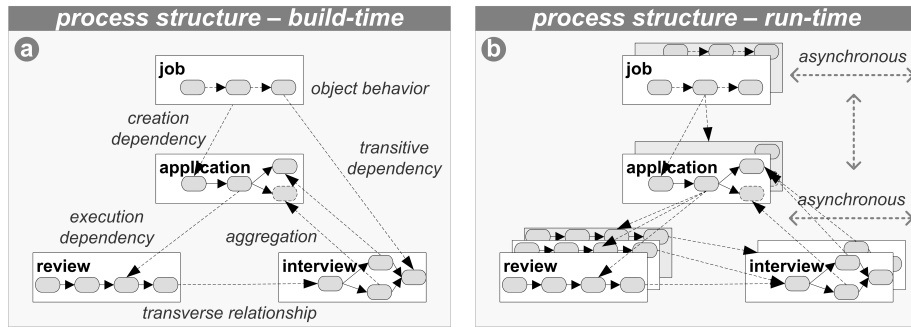 process structure – build-time
a
job
object behavior
creation
dependency
transitive
dependency
application
execution
dependency
aggregation
review
interview
transverse relationship
process structure – run-time
b
job
asynchronous
application
asynchronous
review
interview